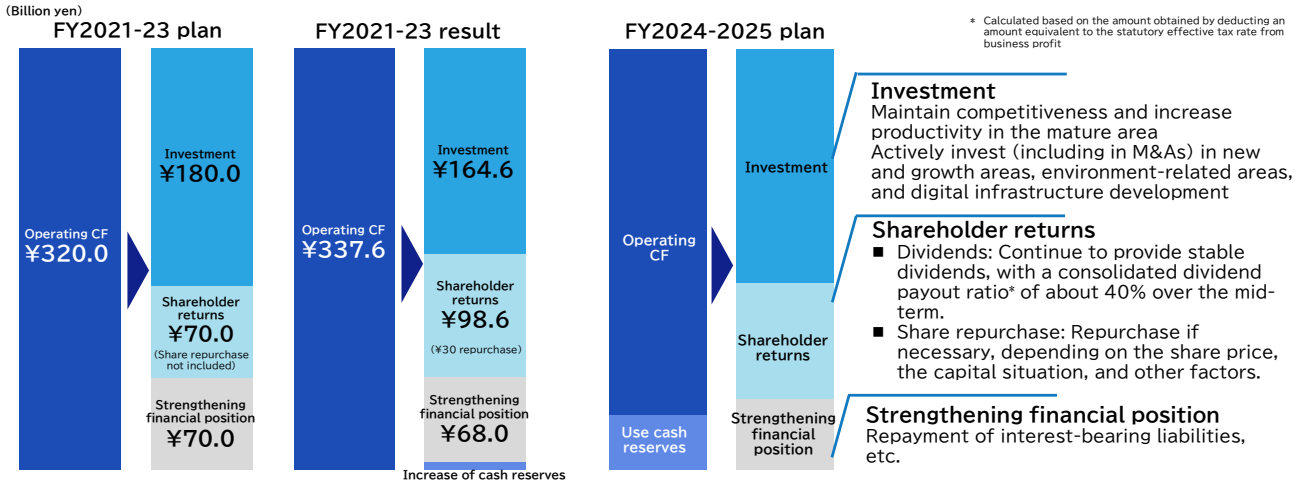 (Billion yen)
FY2021-23 plan
FY2021-23 result
FY2024-2025 plan
* Calculated based on the amount obtained by deducting an
amount equivalent to the statutory effective tax rate from
business profit
Operating CF
¥320.0
Investment
¥180.0
Shareholder
returns
¥70.0
(Share repurchase
not included)
Strengthening
financial position
¥70.0
Operating CF
¥337.6
Investment
¥164.6
Shareholder
returns
¥98.6
(¥30 repurchase)
Strengthening
financial position
¥68.0
Increase of cash reserves
Operating
CF
Use cash
reserves
Investment
Shareholder
returns
Strengthening
financial
position
Investment
Maintain competitiveness and increase
productivity in the mature area
Actively invest (including in M&As) in new
and growth areas, environment-related areas,
and digital infrastructure development
Shareholder returns
■ Dividends: Continue to provide stable
dividends, with a consolidated dividend
payout ratio* of about 40% over the mid-
term.
■ Share repurchase: Repurchase if
necessary, depending on the share price,
the capital situation, and other factors.
Strengthening financial position
Repayment of interest-bearing liabilities,
etc.